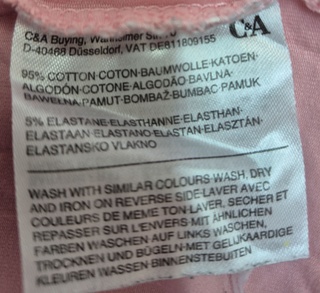 C&A Buying, Wanheimer Str. 70
D-40468 Düsseldorf, VAT DE811809155
C&A
95% COTTON·COTON·BAUMWOLLE·KATOEN·
ALGODÓN·COTONE·ALGODÃO·BAVLNA·
BAWEŁNA·PAMUT·BOMBAŽ·BUMBAC PAMUK
5% ELASTANE·ELASTHANNE·ELASTHAN·
ELASTAAN·ELASTANO·ELASTAN·ELASZTÁN·
ELASTANSKO VLAKNO
WASH WITH SIMILAR COLOURS·WASH, DRY
AND IRON ON REVERSE SIDE·LAVER AVEC
COULEURS DE MEME TON·LAVER, SECHER ET
REPASSER SUR L'ENVERS·MIT ÄHNLICHEN
FARBEN WASCHEN·AUF LINKS WASCHEN,
TROCKNEN UND BÜGELN·MET GELIJKAARDIGE
KLEUREN WASSEN·BINNENSTEBUITEN